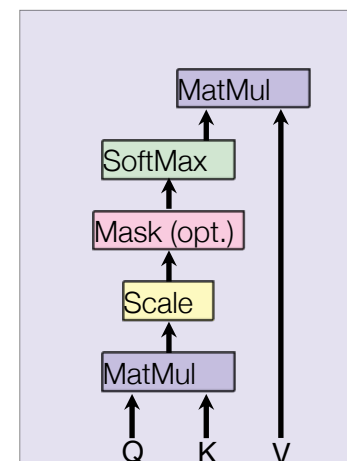 MatMul
SoftMax
Mask (opt.)
Scale
MatMul
Q K V